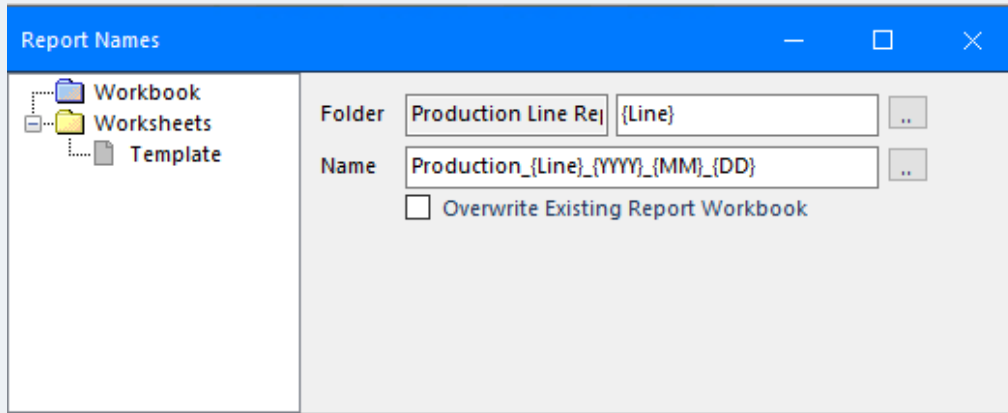 Report Names
Workbook
Worksheets
Template
Folder Production Line Rep {Line} ..
Name Production_{Line}_{YYYY}_{MM}_{DD} ..
Overwrite Existing Report Workbook